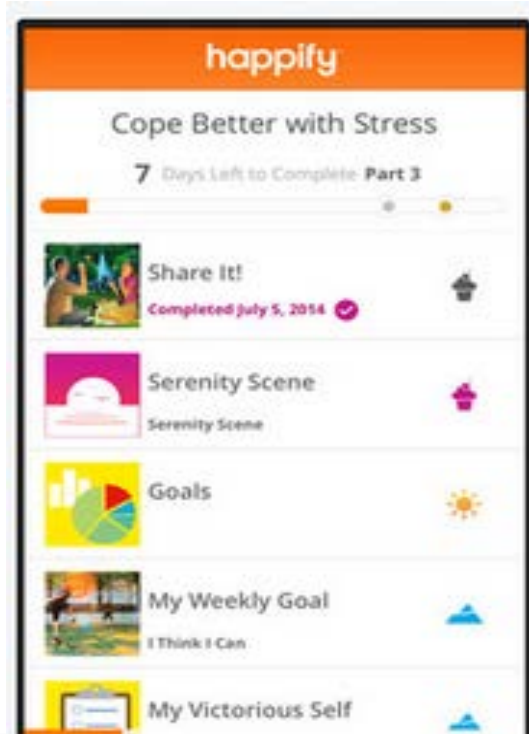 happify
Cope Better with Stress
7 Days Left to Complete Part 3
Share It!
Completed July 5, 2014
Serenity Scene
Serenity Scene
Goals
My Weekly Goal
I Think I Can
My Victorious Self